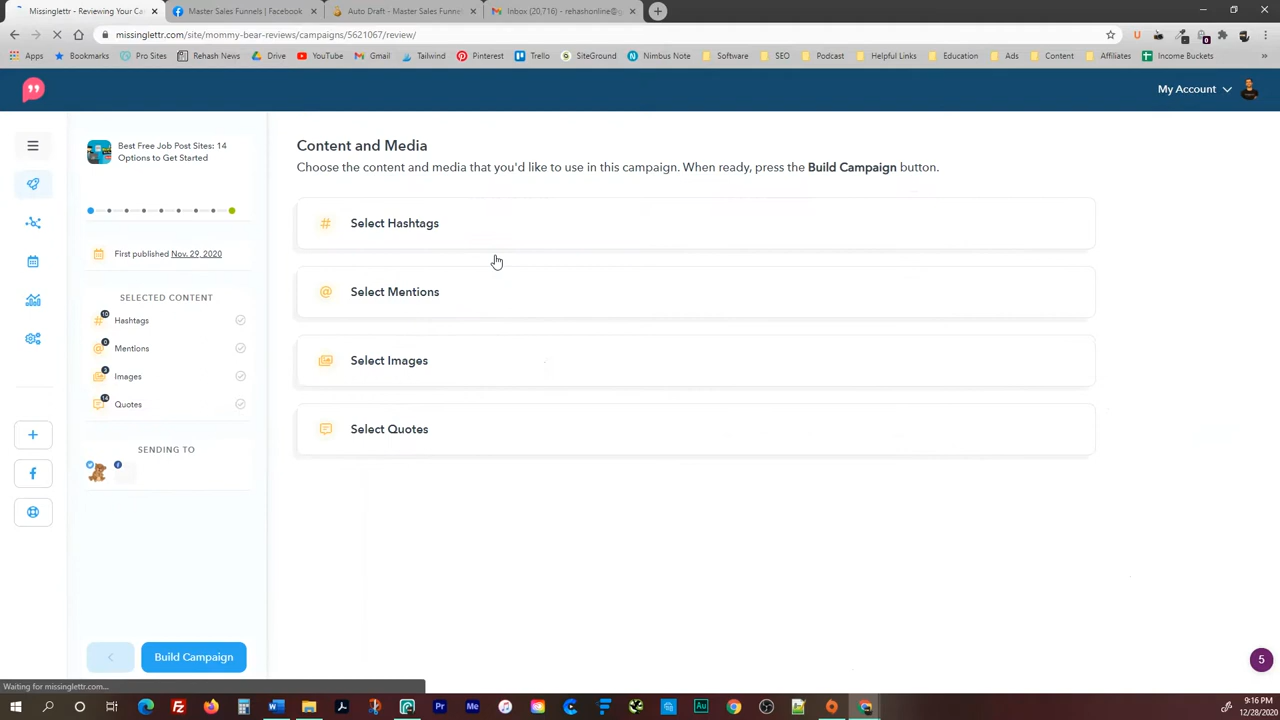 Missinglettr - Reviewing Your Ca
Master Sales Funnels | Facebook
Auto Draft - Master Sales Funnel
Inbox (20,716) - rehashonline@g
missinglettr.com/site/mommy-bear-reviews/campaigns/5621067/review/
Apps
Bookmarks
Pro Sites
Rehash News
Drive
YouTube
Gmail
Tailwind
Pinterest
Trello
SiteGround
Nimbus Note
Software
SEO
Podcast
Helpful Links
Education
Ads
Content
Affiliates
Income Buckets
»
My Account
Best Free Job Post Sites: 14
Options to Get Started
First published Nov. 29, 2020
SELECTED CONTENT
10
Hashtags
0
Mentions
3
Images
14
Quotes
SENDING TO
Build Campaign
Content and Media
Choose the content and media that you'd like to use in this campaign. When ready, press the Build Campaign button.
# Select Hashtags
@ Select Mentions
Select Images
Select Quotes
5
Waiting for missinglettr.com...
9:16 PM
12/28/2020